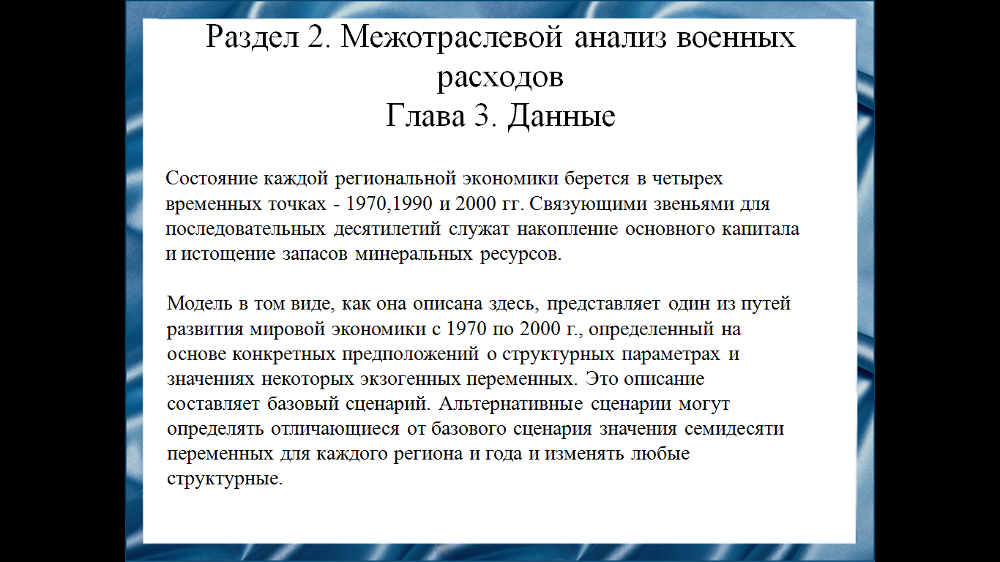 Раздел 2. Межотраслевой анализ военных
расходов
Глава 3. Данные
Состояние каждой региональной экономики берется в четырех
временных точках - 1970,1990 и 2000 гг. Связующими звеньями для
последовательных десятилетий служат накопление основного капитала
и истощение запасов минеральных ресурсов.
Модель в том виде, как она описана здесь, представляет один из путей
развития мировой экономики с 1970 по 2000 г., определенный на
основе конкретных предположений о структурных параметрах и
значениях некоторых экзогенных переменных. Это описание
составляет базовый сценарий. Альтернативные сценарии могут
определять отличающиеся от базового сценария значения семидесяти
переменных для каждого региона и года и изменять любые
структурные.